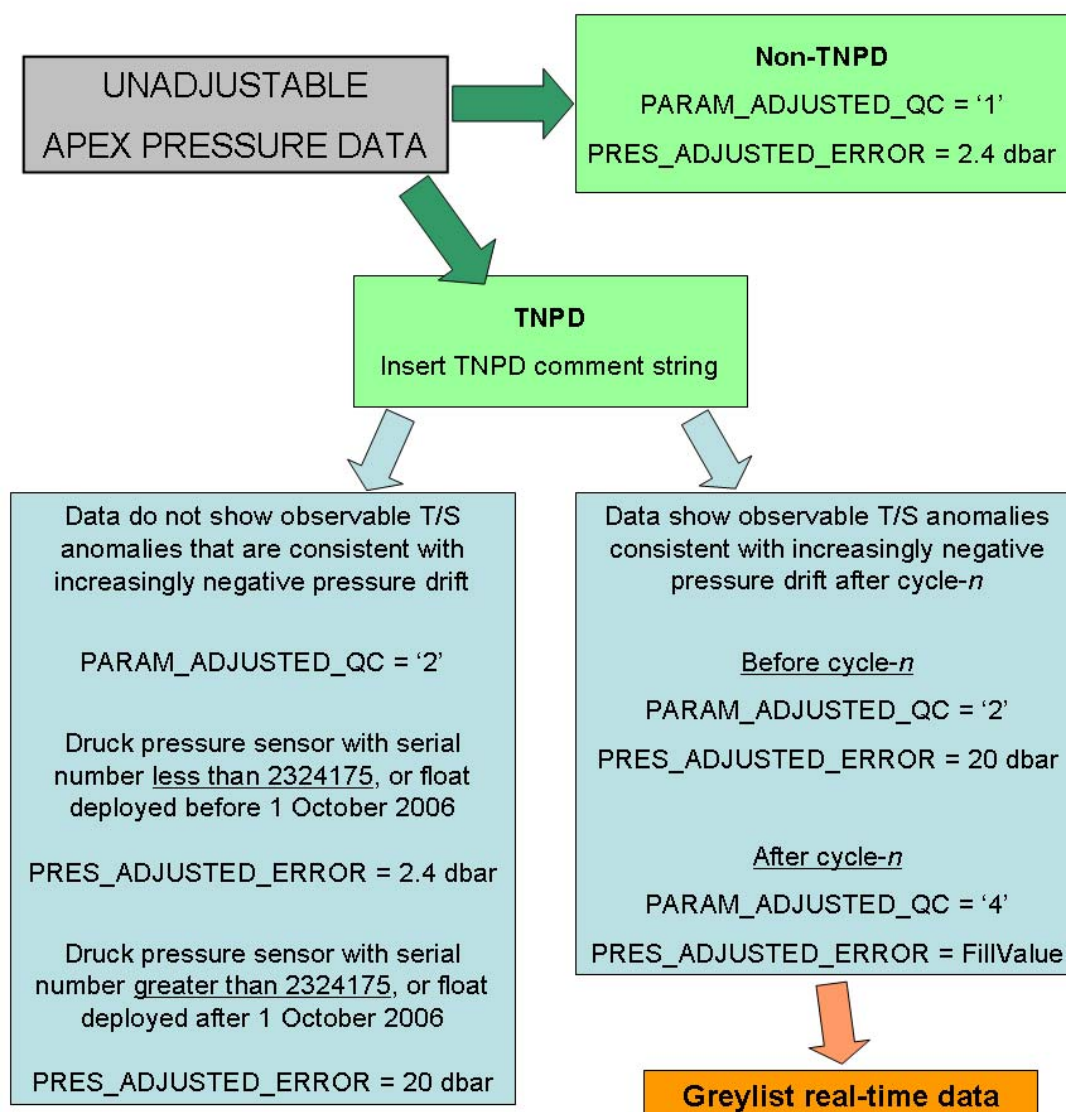 UNADJUSTABLE
APEX PRESSURE DATA
Non-TNPD
PARAM_ADJUSTED_QC = ‘1’
PRES_ADJUSTED_ERROR = 2.4 dbar
TNPD
Insert TNPD comment string
Data do not show observable T/S
anomalies that are consistent with
increasingly negative pressure drift
PARAM_ADJUSTED_QC = ‘2’
Druck pressure sensor with serial
number less than 2324175, or float
deployed before 1 October 2006
PRES_ADJUSTED_ERROR = 2.4 dbar
Druck pressure sensor with serial
number greater than 2324175, or float
deployed after 1 October 2006
PRES_ADJUSTED_ERROR = 20 dbar
Data show observable T/S anomalies
consistent with increasingly negative
pressure drift after cycle-n
Before cycle-n
PARAM_ADJUSTED_QC = ‘2’
PRES_ADJUSTED_ERROR = 20 dbar
After cycle-n
PARAM_ADJUSTED_QC = ‘4’
PRES_ADJUSTED_ERROR = FillValue
Greylist real-time data